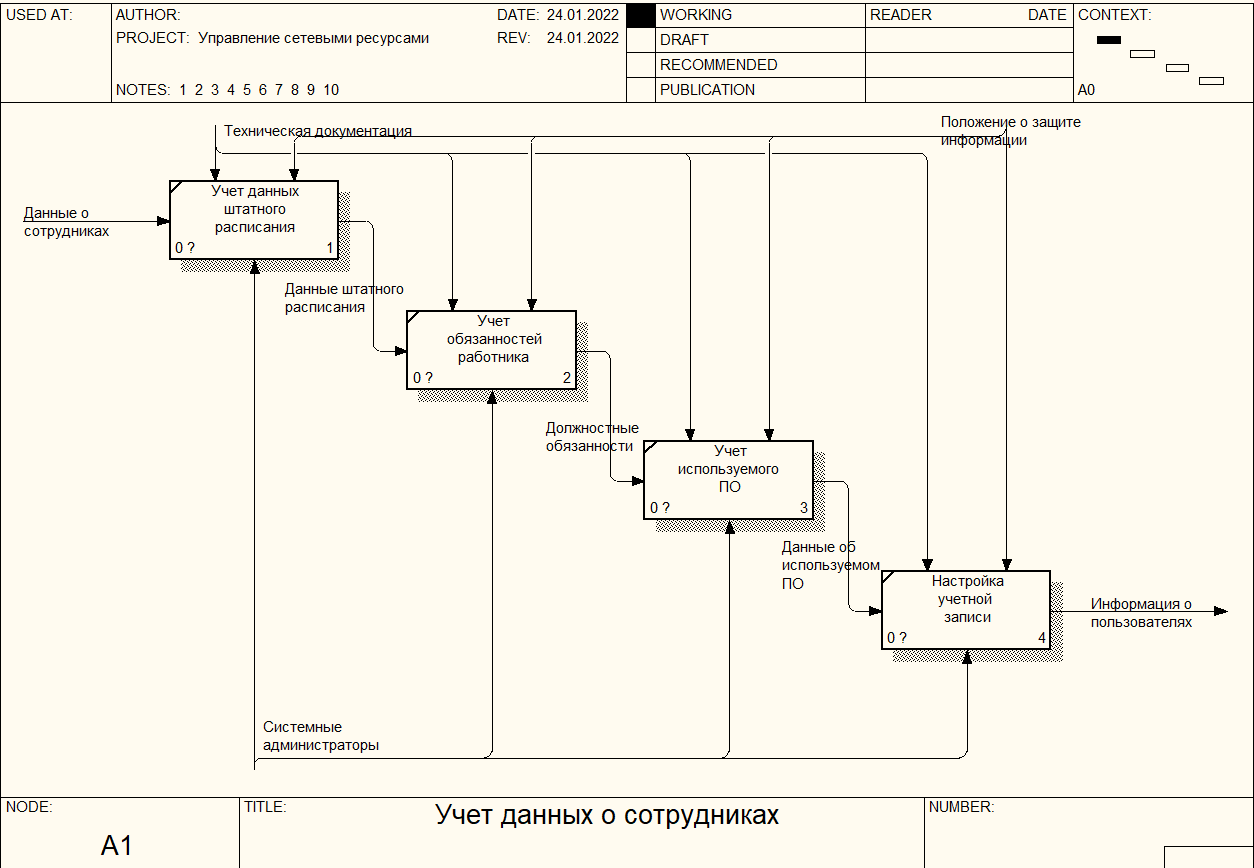 USED AT:
AUTHOR:
DATE: 24.01.2022
WORKING
READER
DATE
CONTEXT:
PROJECT: Управление сетевыми ресурсами
REV: 24.01.2022
DRAFT
RECOMMENDED
NOTES: 1 2 3 4 5 6 7 8 9 10
PUBLICATION
A0
Техническая документация
Положение о защите
информации
Данные о
сотрудниках
Учет данных
штатного
расписания
0 ?
1
Данные штатного
расписания
Учет
обязанностей
работника
0 ?
2
Должностные
обязанности
Учет
используемого
ПО
0 ?
3
Данные об
используемом
ПО
Настройка
учетной
записи
0 ?
4
Информация о
пользователях
Системные
администраторы
NODE:
A1
TITLE:
Учет данных о сотрудниках
NUMBER: